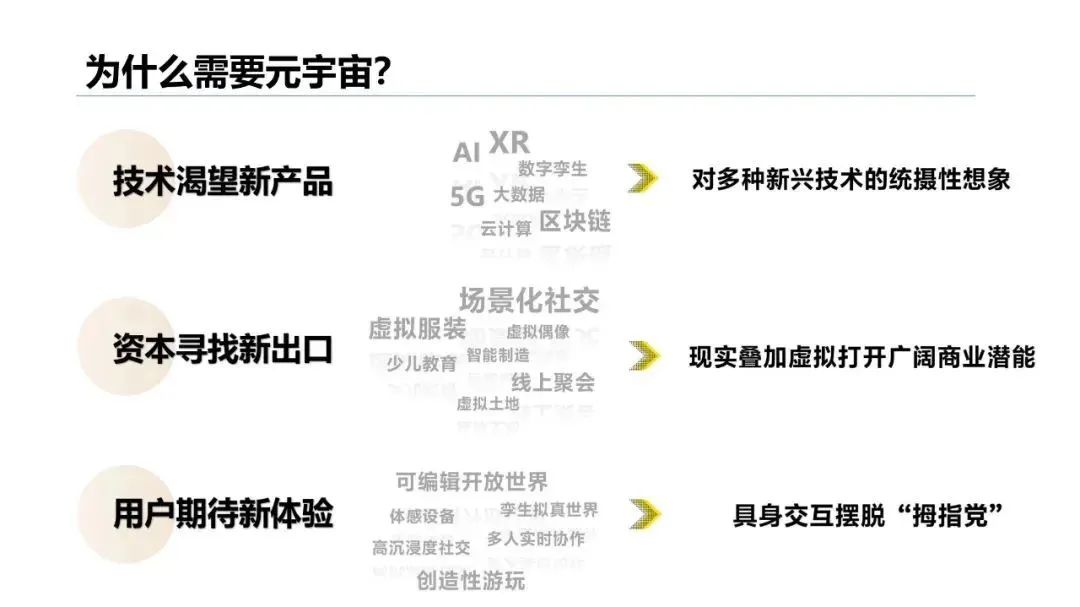 为什么需要元宇宙?
技术渴望新产品
AI XR
数字孪生
5G 大数据
云计算 区块链
对多种新兴技术的统摄性想象
资本寻找新出口
场景化社交
虚拟服装 虚拟偶像
少儿教育 智能制造
线上聚会
虚拟土地
现实叠加虚拟打开广阔商业潜能
用户期待新体验
可编辑开放世界
体感设备 孪生拟真世界
高沉浸度社交 多人实时协作
创造性游玩
具身交互摆脱“拇指党”